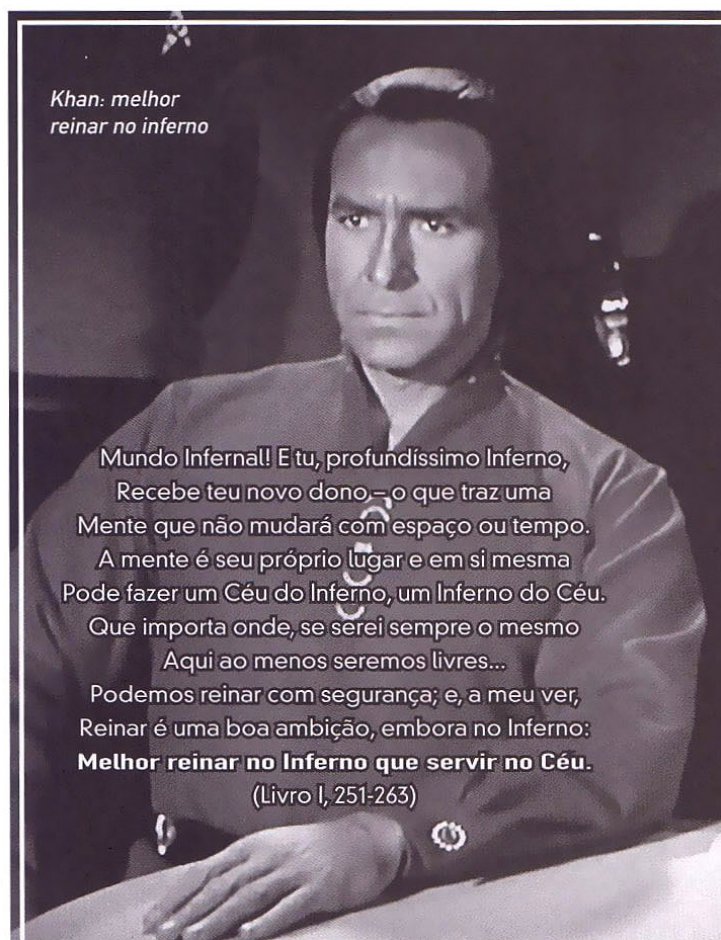 Khan: melhor
reinar no inferno
Mundo Infernal! E tu, profundíssimo Inferno,
Recebe teu novo dono – o que traz uma
Mente que não mudará com espaço ou tempo.
A mente é seu próprio lugar e em si mesma
Pode fazer um Céu do Inferno, um Inferno do Céu.
Que importa onde, se serei sempre o mesmo
Aqui ao menos seremos livres...
Podemos reinar com segurança; e, a meu ver,
Reinar é uma boa ambição, embora no Inferno:
Melhor reinar no Inferno que servir no Céu.
(Livro I, 251-263)